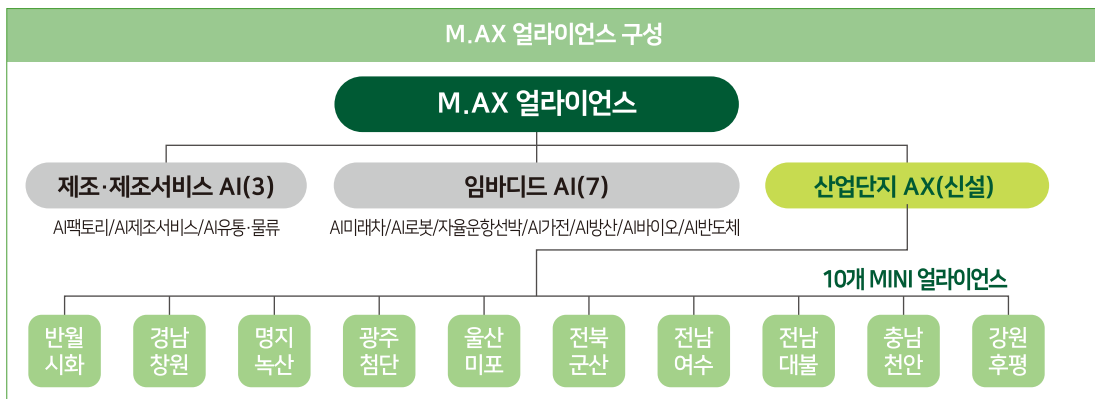 M.AX 얼라이언스 구성
M.AX 얼라이언스
제조·제조서비스 AI(3)
임바디드 AI(7)
산업단지 AX(신설)
AI팩토리/AI제조서비스/AI유통·물류
AI미래차/AI로봇/자율운항선박/AI가전/AI방산/AI바이오/AI반도체
10개 MINI 얼라이언스
반월
시화
경남
창원
명지
녹산
광주
첨단
울산
미포
전북
군산
전남
여수
전남
대불
충남
천안
강원
후평